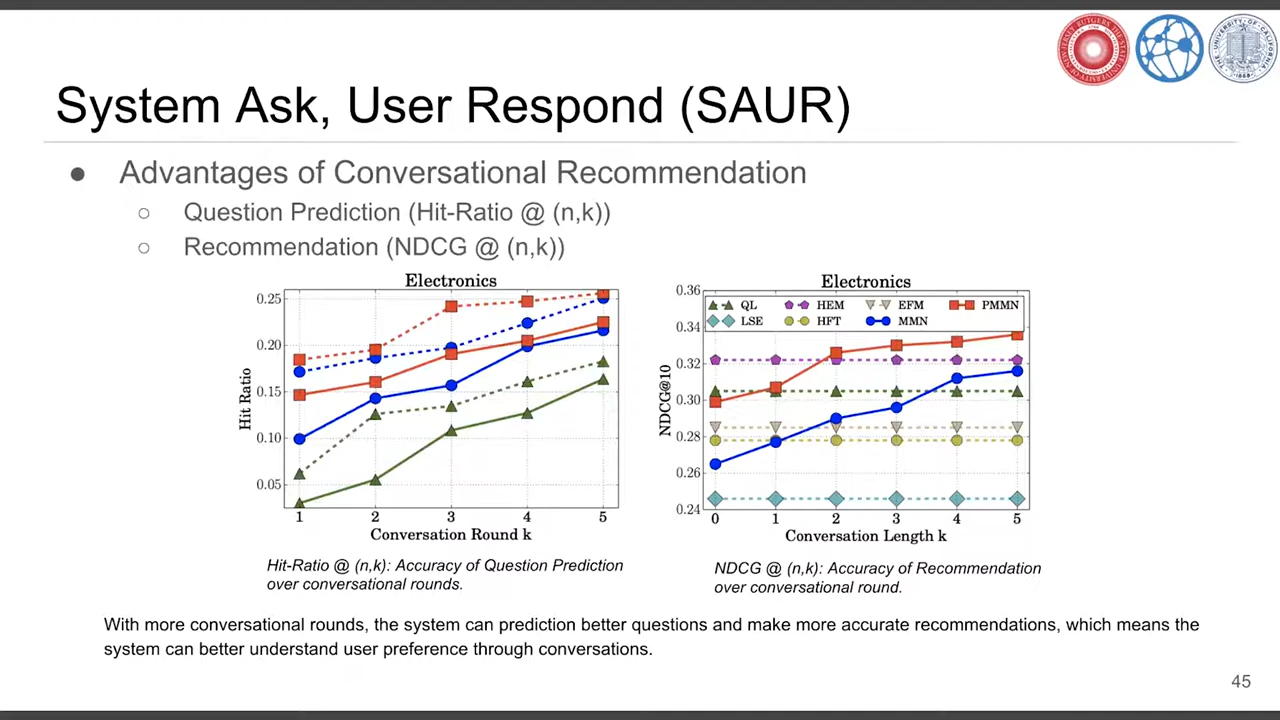 System Ask, User Respond (SAUR)
● Advantages of Conversational Recommendation
○ Question Prediction (Hit-Ratio @ (n,k))
○ Recommendation (NDCG @ (n,k))
Electronics
0.25
0.20
0.15
0.10
0.05
Hit Ratio
1 2 3 4 5
Conversation Round k
Hit-Ratio @ (n,k): Accuracy of Question Prediction
over conversational rounds.
Electronics
QL HEM EFM PMMN
LSE HFT MMN
0.36
0.34
0.32
0.30
0.28
0.26
0.24
NDCG@10
0 1 2 3 4 5
Conversation Length k
NDCG @ (n,k): Accuracy of Recommendation
over conversational round.
With more conversational rounds, the system can prediction better questions and make more accurate recommendations, which means the
system can better understand user preference through conversations.
45